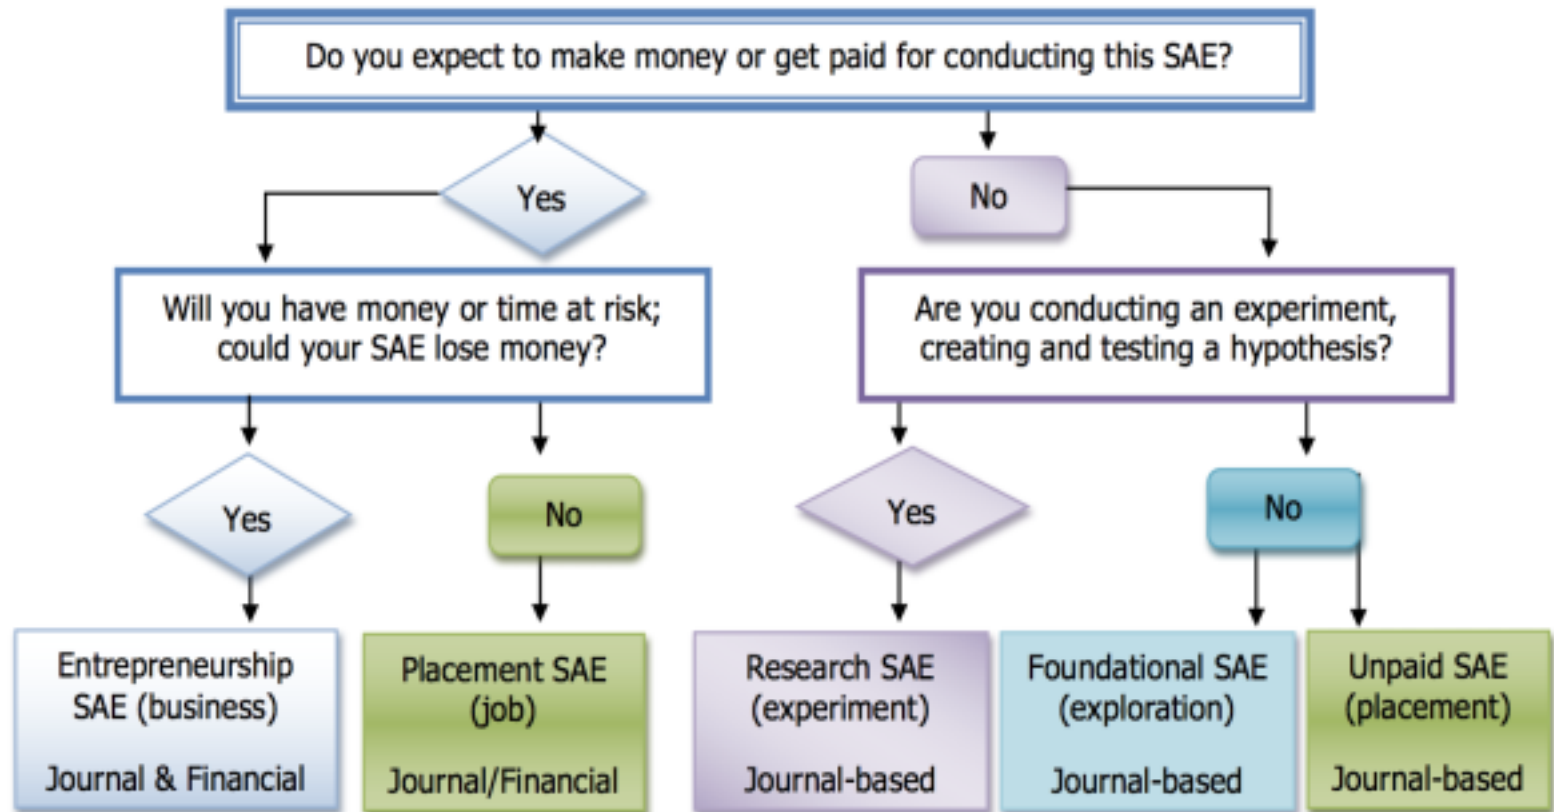 Do you expect to make money or get paid for conducting this SAE?
Yes
No
Will you have money or time at risk;
could your SAE lose money?
Are you conducting an experiment,
creating and testing a hypothesis?
Yes
No
Yes
No
Entrepreneurship
SAE (business)
Journal & Financial
Placement SAE
(job)
Journal/Financial
Research SAE
(experiment)
Journal-based
Foundational SAE
(exploration)
Journal-based
Unpaid SAE
(placement)
Journal-based